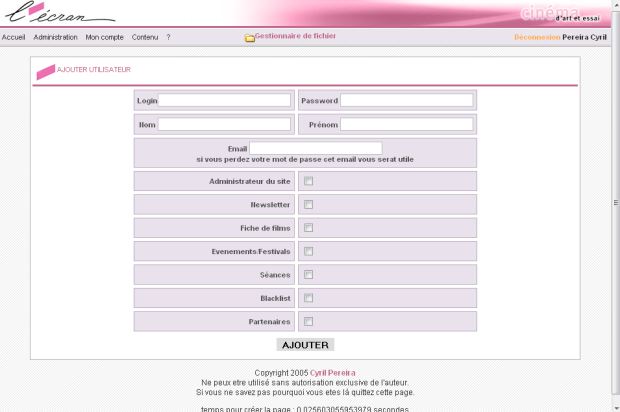 l'écran
cinéma
d'art et essai
Accueil Administration Mon compte Contenu ? Gestionnaire de fichier Déconnexion Pereira Cyril
AJOUTER UTILISATEUR
Login Password
Nom Prénom
Email
si vous perdez votre mot de passe cet email vous serat utile
Administrateur du site
Newsletter
Fiche de films
Evenements/Festivals
Séances
Blacklist
Partenaires
AJOUTER
Copyright 2005 Cyril Pereira
Ne peux etre utilisé sans autorisation exclusive de l'auteur.
Si vous ne savez pas pourquoi vous etes là quittez cette page.
temps pour créer la page : 0.025603055953979 secondes